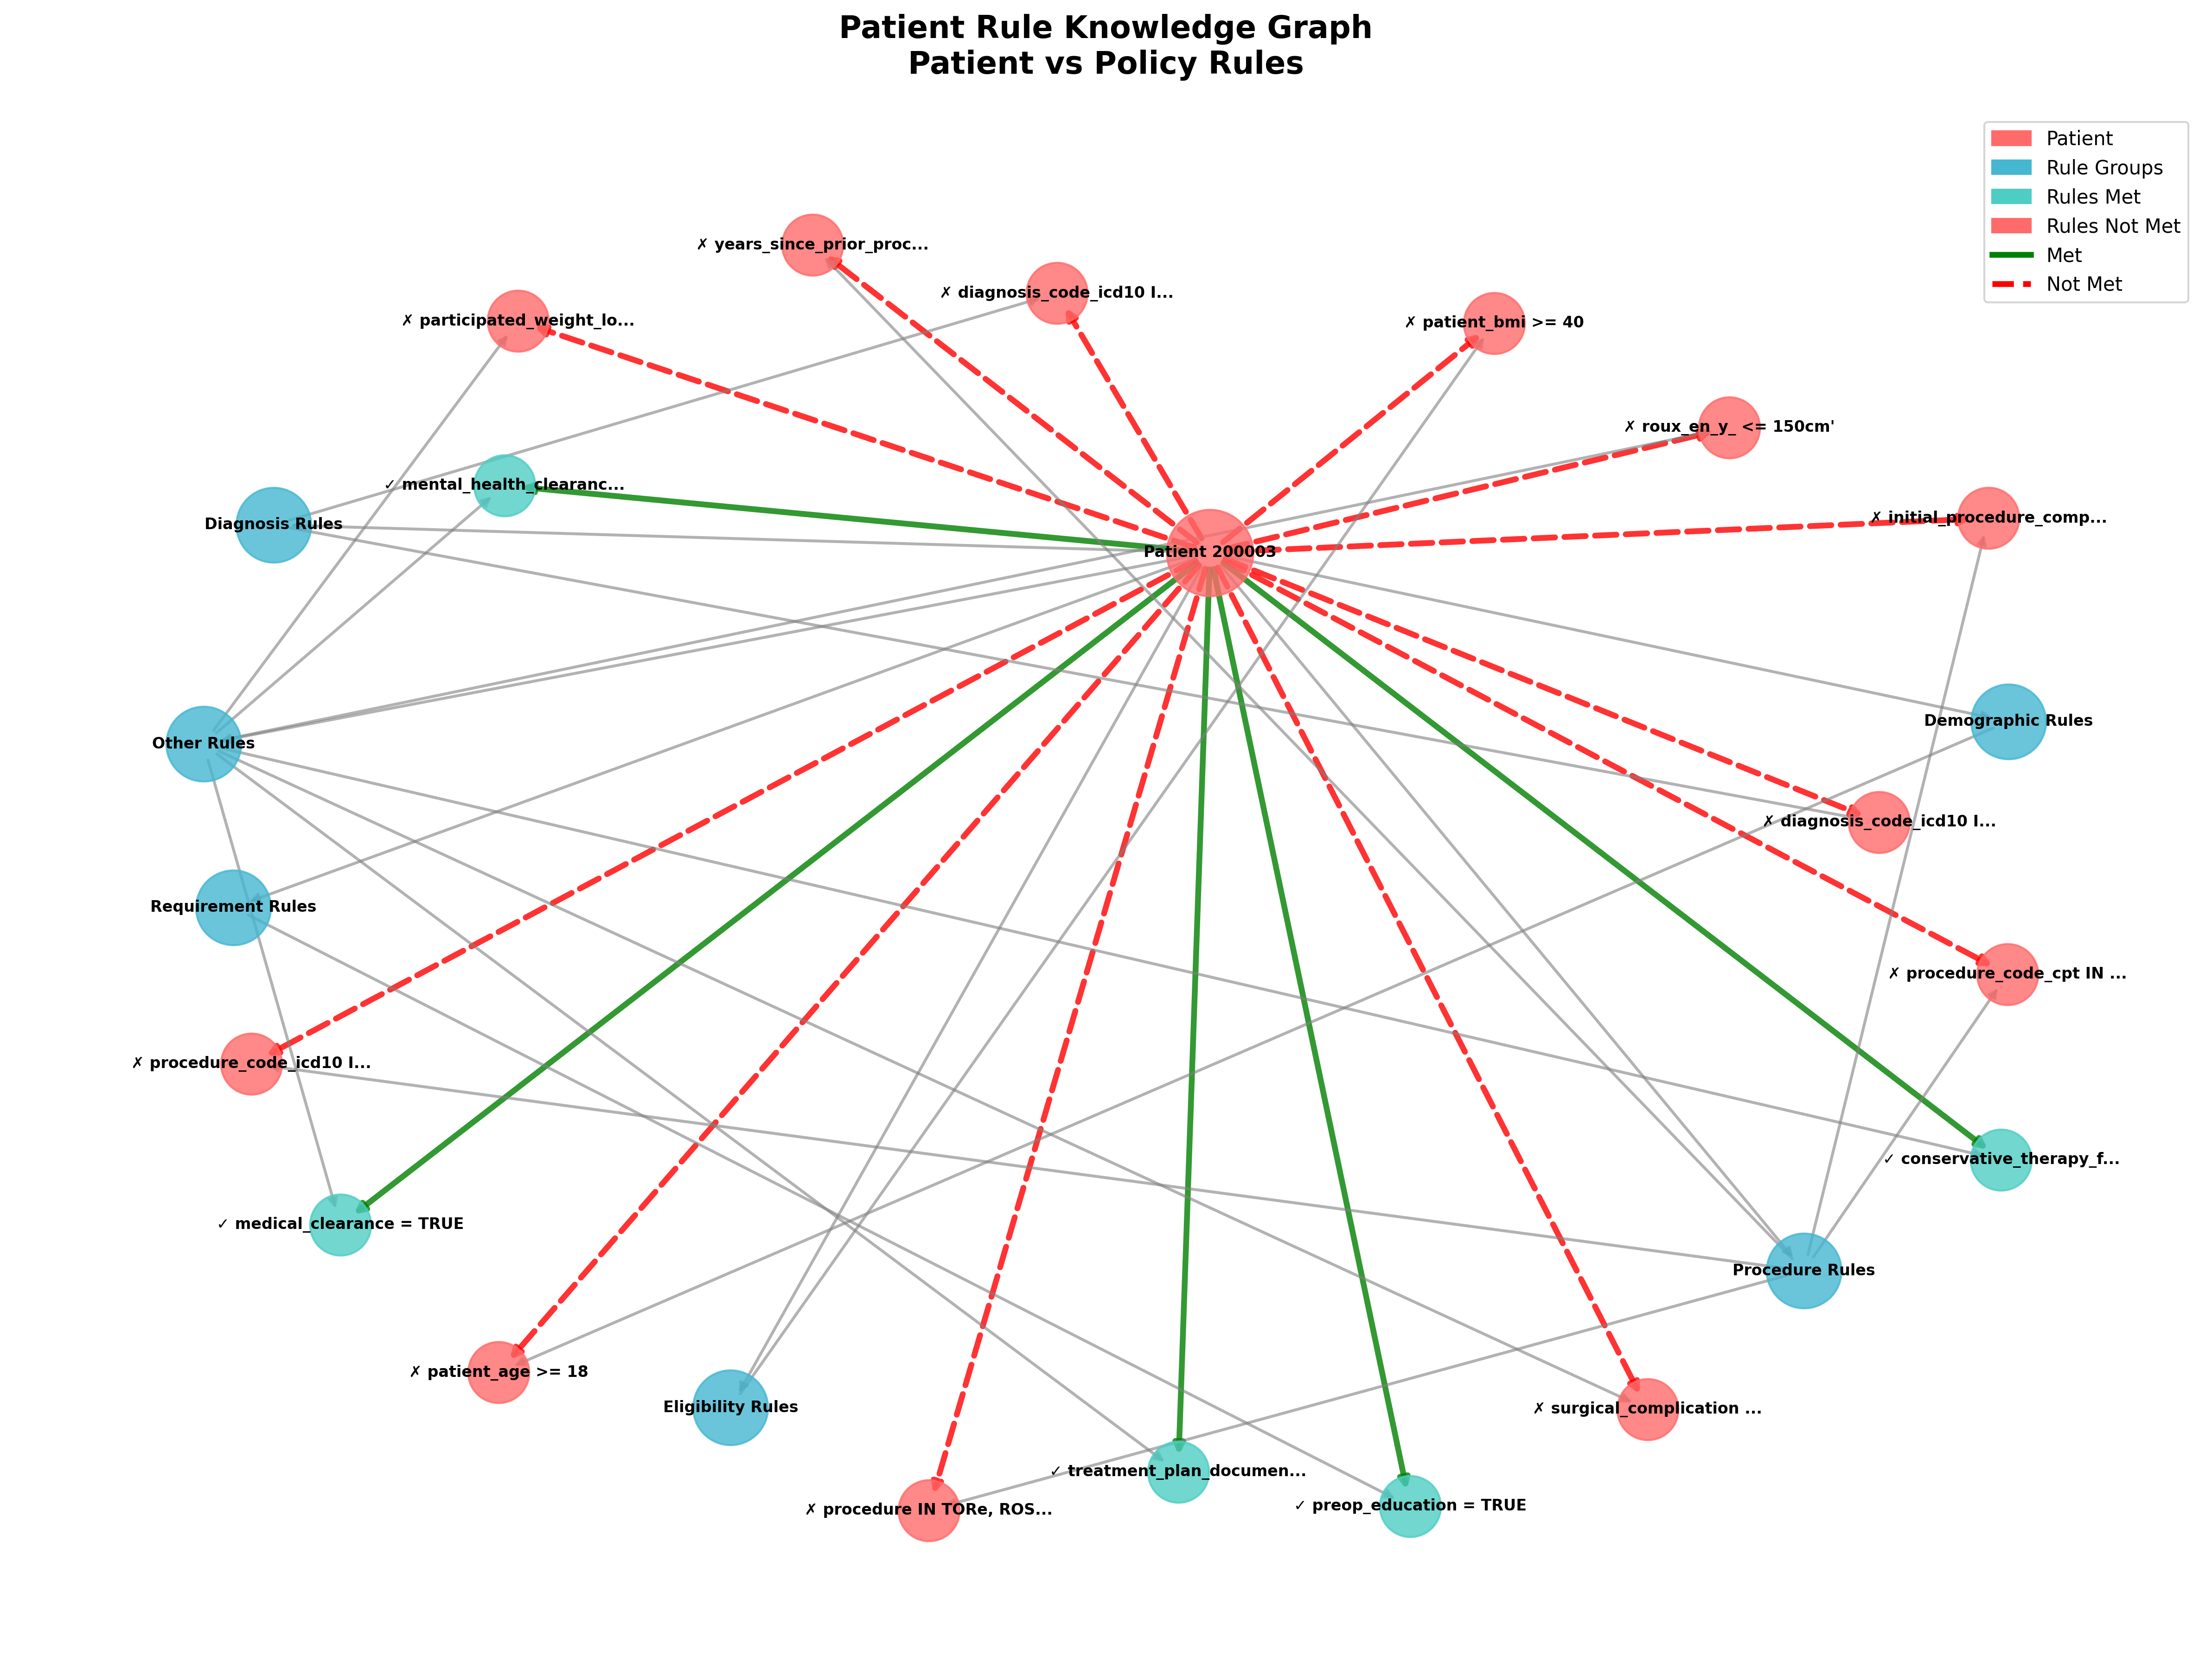 Patient Rule Knowledge Graph
Patient vs Policy Rules
Patient
Rule Groups
Rules Met
Rules Not Met
Met
Not Met
✗ years_since_prior_proc...
✗ diagnosis_code_icd10 I...
✗ participated_weight_lo...
✗ patient_bmi >= 40
✗ roux_en_y_ <= 150cm'
✓ mental_health_clearanc...
✗ initial_procedure_comp...
Diagnosis Rules
Patient 200003
Demographic Rules
Other Rules
✗ diagnosis_code_icd10 I...
Requirement Rules
✗ procedure_code_cpt IN ...
✗ procedure_code_icd10 I...
✓ conservative_therapy_f...
✓ medical_clearance = TRUE
Procedure Rules
✗ patient_age >= 18
Eligibility Rules
✗ surgical_complication ...
✓ treatment_plan_documen...
✓ preop_education = TRUE
✗ procedure IN TORe, ROS...